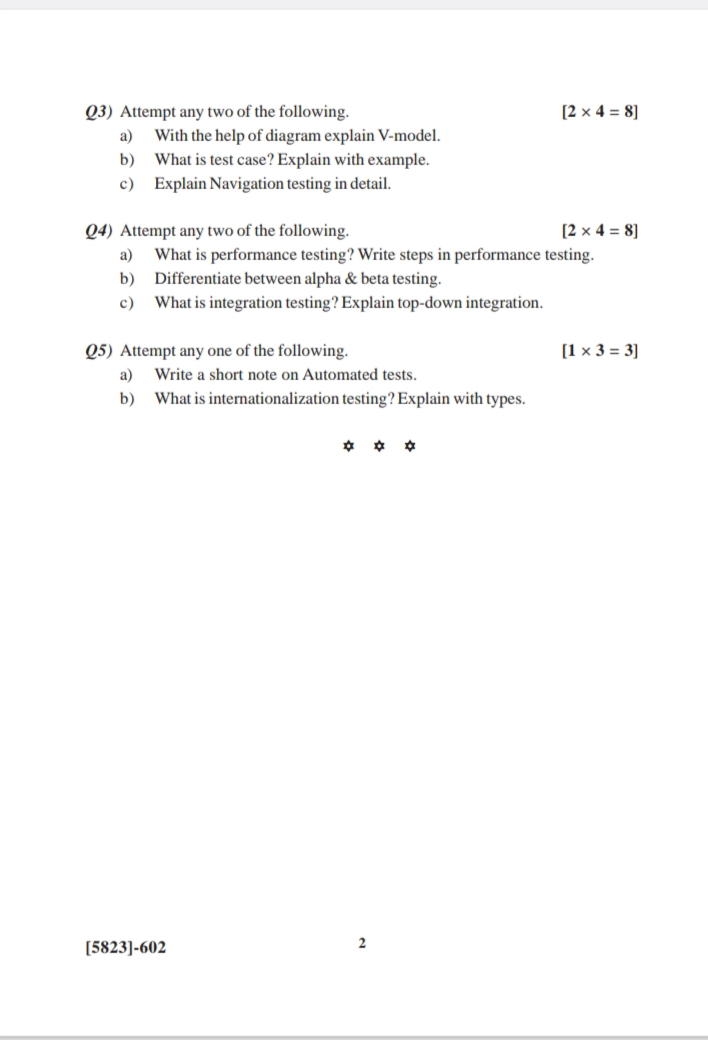 Q3) Attempt any two of the following. [2 × 4 = 8]
a) With the help of diagram explain V-model.
b) What is test case? Explain with example.
c) Explain Navigation testing in detail.
Q4) Attempt any two of the following. [2 × 4 = 8]
a) What is performance testing? Write steps in performance testing.
b) Differentiate between alpha & beta testing.
c) What is integration testing? Explain top-down integration.
Q5) Attempt any one of the following. [1 × 3 = 3]
a) Write a short note on Automated tests.
b) What is internationalization testing? Explain with types.
✡ ✡ ✡
[5823]-602 2